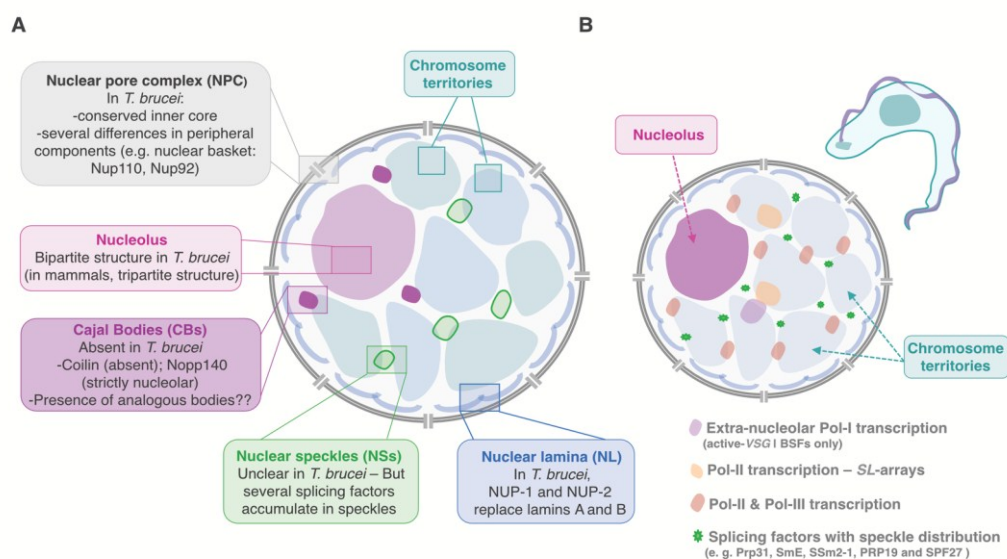 A
Nuclear pore complex (NPC)
In T. brucei:
-conserved inner core
-several differences in peripheral
components (e.g. nuclear basket:
Nup110, Nup92)
Chromosome
territories
Nucleolus
Bipartite structure in T. brucei
(in mammals, tripartite structure)
Cajal Bodies (CBs)
Absent in T. brucei
-Coilin (absent); Nopp140
(strictly nucleolar)
-Presence of analogous bodies??
Nuclear speckles (NSs)
Unclear in T. brucei – But
several splicing factors
accumulate in speckles
Nuclear lamina (NL)
In T. brucei,
NUP-1 and NUP-2
replace lamins A and B
B
Nucleolus
Chromosome
territories
Extra-nucleolar Pol-I transcription
(active-VSG | BSFs only)
Pol-II transcription – SL-arrays
Pol-II & Pol-III transcription
Splicing factors with speckle distribution
(e. g. Prp31, SmE, SSm2-1, PRP19 and SPF27)